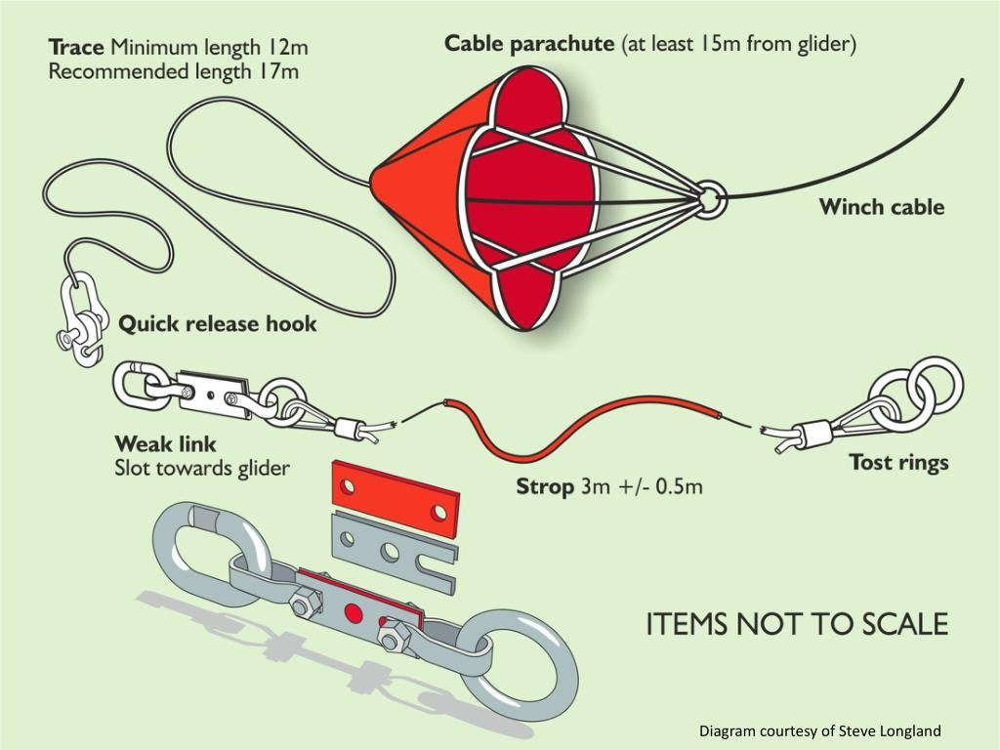 Trace Minimum length 12m
Recommended length 17m
Cable parachute (at least 15m from glider)
Winch cable
Quick release hook
Weak link
Slot towards glider
Strop 3m +/- 0.5m
Tost rings
ITEMS NOT TO SCALE
Diagram courtesy of Steve Longland